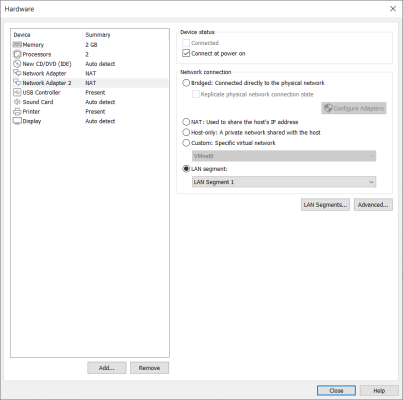 Hardware
Device Summary
Memory 2 GB
Processors 2
New CD/DVD (IDE) Auto detect
Network Adapter NAT
Network Adapter 2 NAT
USB Controller Present
Sound Card Auto detect
Printer Present
Display Auto detect
Add... Remove
Device status
Connected
Connect at power on
Network connection
Bridged: Connected directly to the physical network
Replicate physical network connection state
Configure Adapters
NAT: Used to share the host's IP address
Host-only: A private network shared with the host
Custom: Specific virtual network
VMnet0
LAN segment:
LAN Segment 1
LAN Segments... Advanced...
Close Help